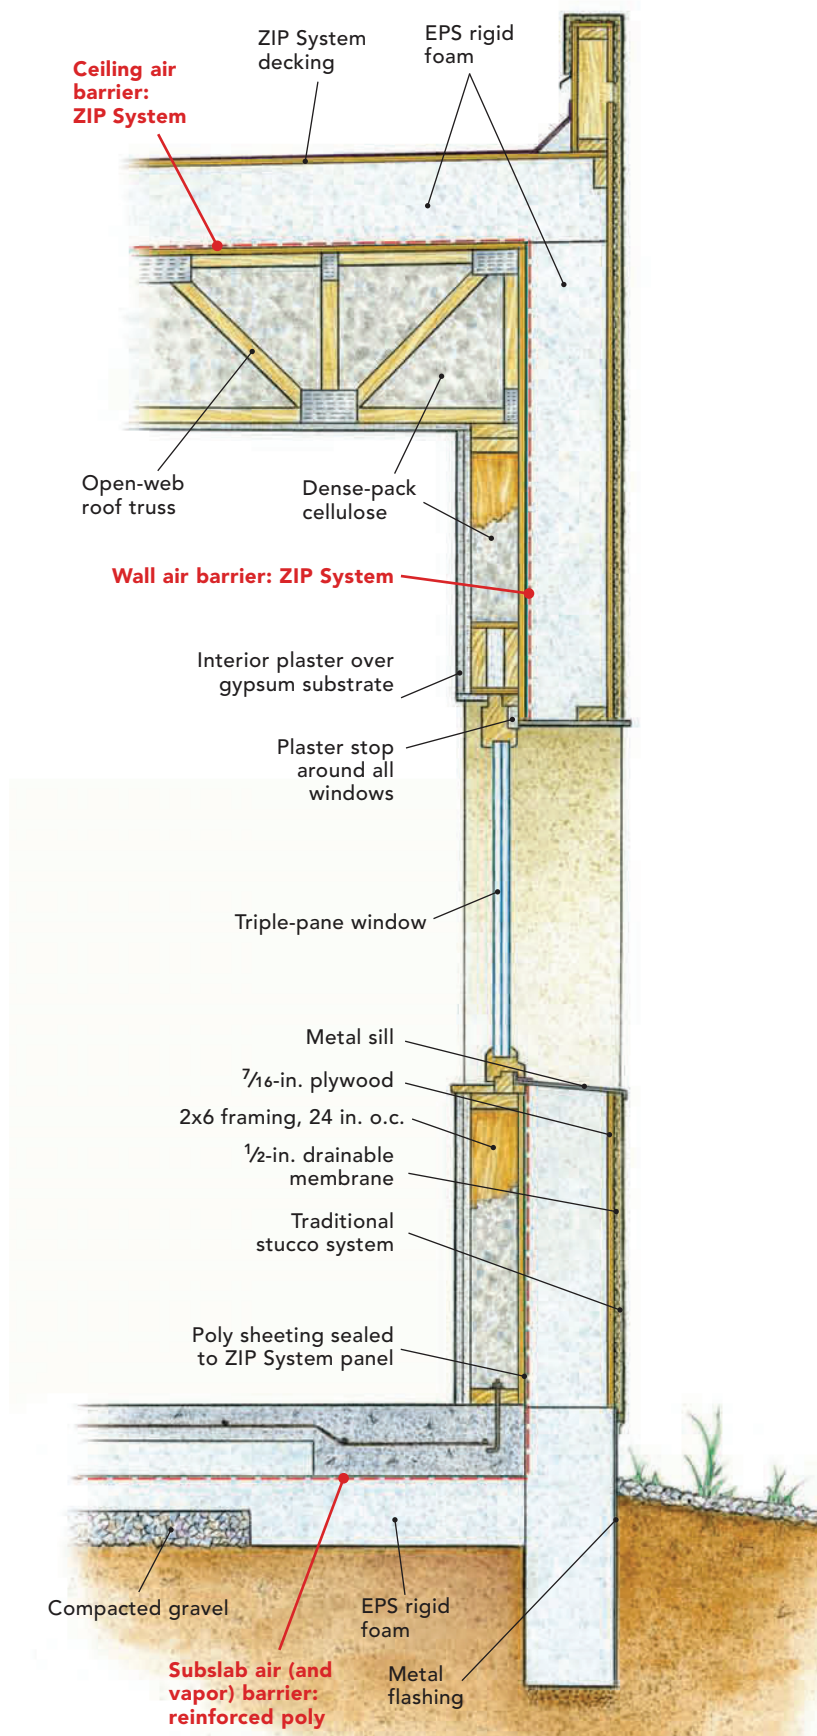 ZIP System
decking
EPS rigid
foam
Ceiling air
barrier:
ZIP System
Open-web
roof truss
Dense-pack
cellulose
Wall air barrier: ZIP System
Interior plaster over
gypsum substrate
Plaster stop
around all
windows
Triple-pane window
Metal sill
7/16-in. plywood
2x6 framing, 24 in. o.c.
1/2-in. drainable
membrane
Traditional
stucco system
Poly sheeting sealed
to ZIP System panel
Compacted gravel
EPS rigid
foam
Subslab air (and
vapor) barrier:
reinforced poly
Metal
flashing